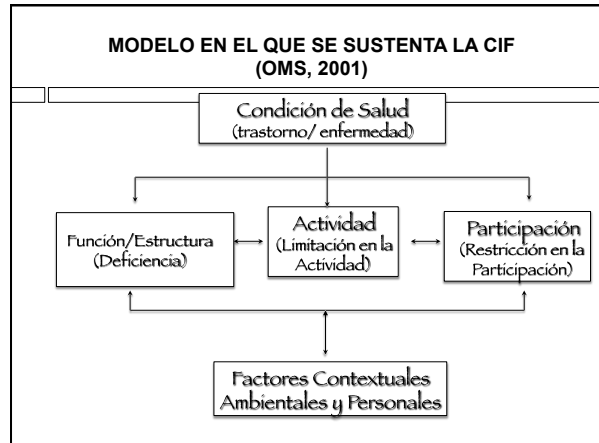 MODELO EN EL QUE SE SUSTENTA LA CIF
(OMS, 2001)
Condición de Salud
(trastorno/ enfermedad)
Función/Estructura
(Deficiencia)
Actividad
(Limitación en la
Actividad)
Participación
(Restricción en la
Participación)
Factores Contextuales
Ambientales y Personales